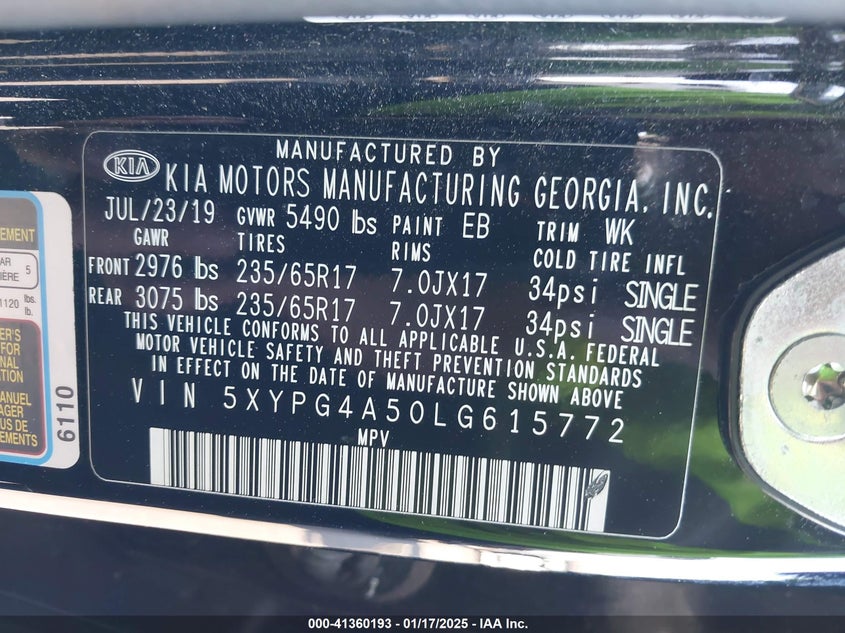 MANUFACTURED BY
KIA KIA MOTORS MANUFACTURING GEORGIA, INC.
JUL/23/19 GVWR 5490 lbs PAINT EB TRIM WK
GAWR TIRES RIMS COLD TIRE INFL
FRONT 2976 lbs 235/65R17 7.0JX17 34psi SINGLE
REAR 3075 lbs 235/65R17 7.0JX17 34psi SINGLE
THIS VEHICLE CONFORMS TO ALL APPLICABLE U.S.A. FEDERAL
MOTOR VEHICLE SAFETY AND THEFT PREVENTION STANDARDS
IN EFFECT ON THE DATE OF MANUFACTURE SHOWN ABOVE
VIN 5XYPG4A50LG615772
MPV
5
1120 lbs.
lb.
6110
000-41360193 - 01/17/2025 - IAA Inc.